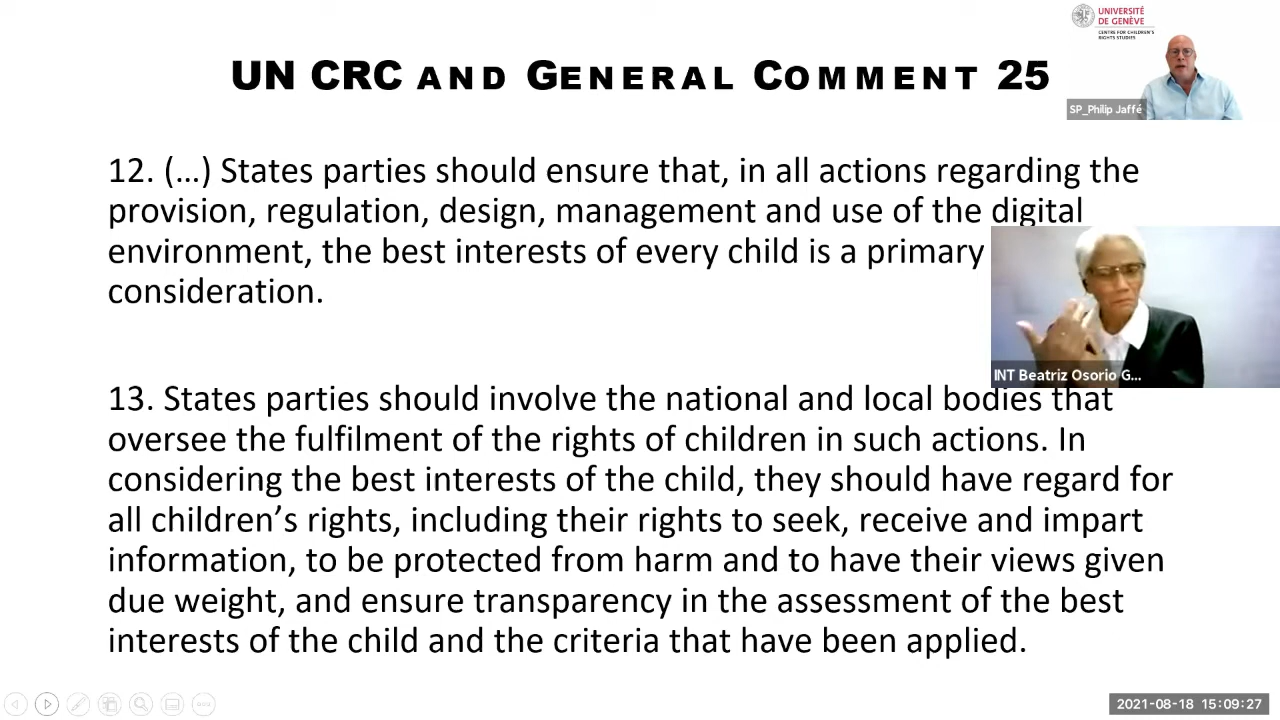 UNIVERSITÉ
DE GENÈVE
CENTRE FOR CHILDREN'S
RIGHTS STUDIES
UN CRC AND GENERAL COMMENT 25
SP_Philip Jaffé
12. (…) States parties should ensure that, in all actions regarding the
provision, regulation, design, management and use of the digital
environment, the best interests of every child is a primary
consideration.
INT Beatriz Osorio G...
13. States parties should involve the national and local bodies that
oversee the fulfilment of the rights of children in such actions. In
considering the best interests of the child, they should have regard for
all children’s rights, including their rights to seek, receive and impart
information, to be protected from harm and to have their views given
due weight, and ensure transparency in the assessment of the best
interests of the child and the criteria that have been applied.
2021-08-18 15:09:27